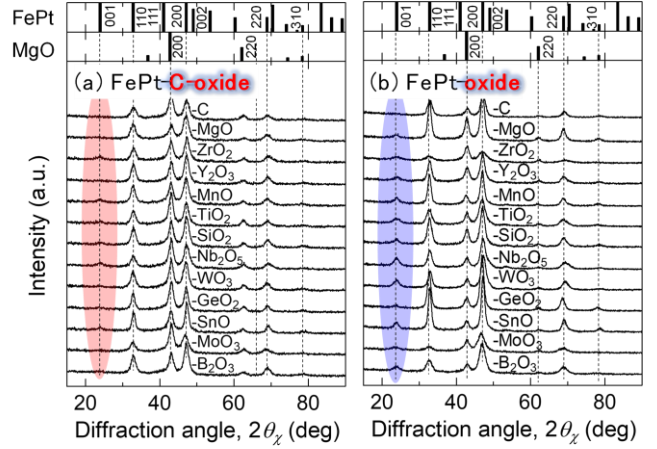 FePt
001
110
111
200
002
220
310
001
110
111
200
002
220
310
MgO
200
220
200
220
(a) FePt-C-oxide
-C
-MgO
-ZrO₂
-Y₂O₃
-MnO
-TiO₂
-SiO₂
-Nb₂O₅
-WO₃
-GeO₂
-SnO
-MoO₃
-B₂O₃
(b) FePt-oxide
-C
-MgO
-ZrO₂
-Y₂O₃
-MnO
-TiO₂
-SiO₂
-Nb₂O₅
-WO₃
-GeO₂
-SnO
-MoO₃
-B₂O₃
Intensity (a.u.)
20 40 60 80
20 40 60 80
Diffraction angle, 2θχ (deg)
Diffraction angle, 2θχ (deg)